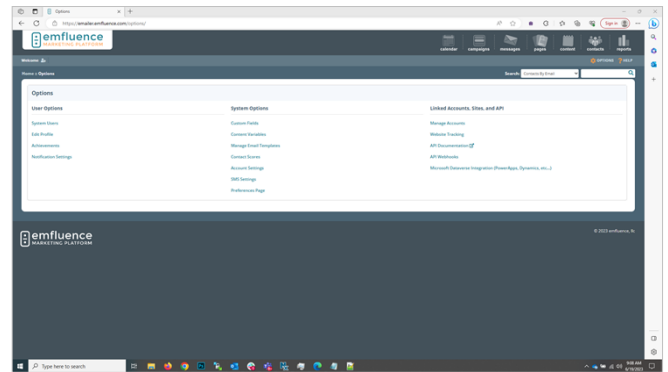 Options
https://emailer.emfluence.com/options/
Sign in
emfluence
MARKETING PLATFORM
calendar campaigns messages pages content contacts reports
Welcome
OPTIONS ? HELP
Home > Options
Search: Contacts By Email
Options
User Options
System Users
Edit Profile
Achievements
Notification Settings
System Options
Custom Fields
Content Variables
Manage Email Templates
Contact Scores
Account Settings
SMS Settings
Preferences Page
Linked Accounts, Sites, and API
Manage Accounts
Website Tracking
API Documentation
API Webhooks
Microsoft Dataverse Integration (PowerApps, Dynamics, etc...)
emfluence
MARKETING PLATFORM
© 2023 emfluence, llc
Type here to search